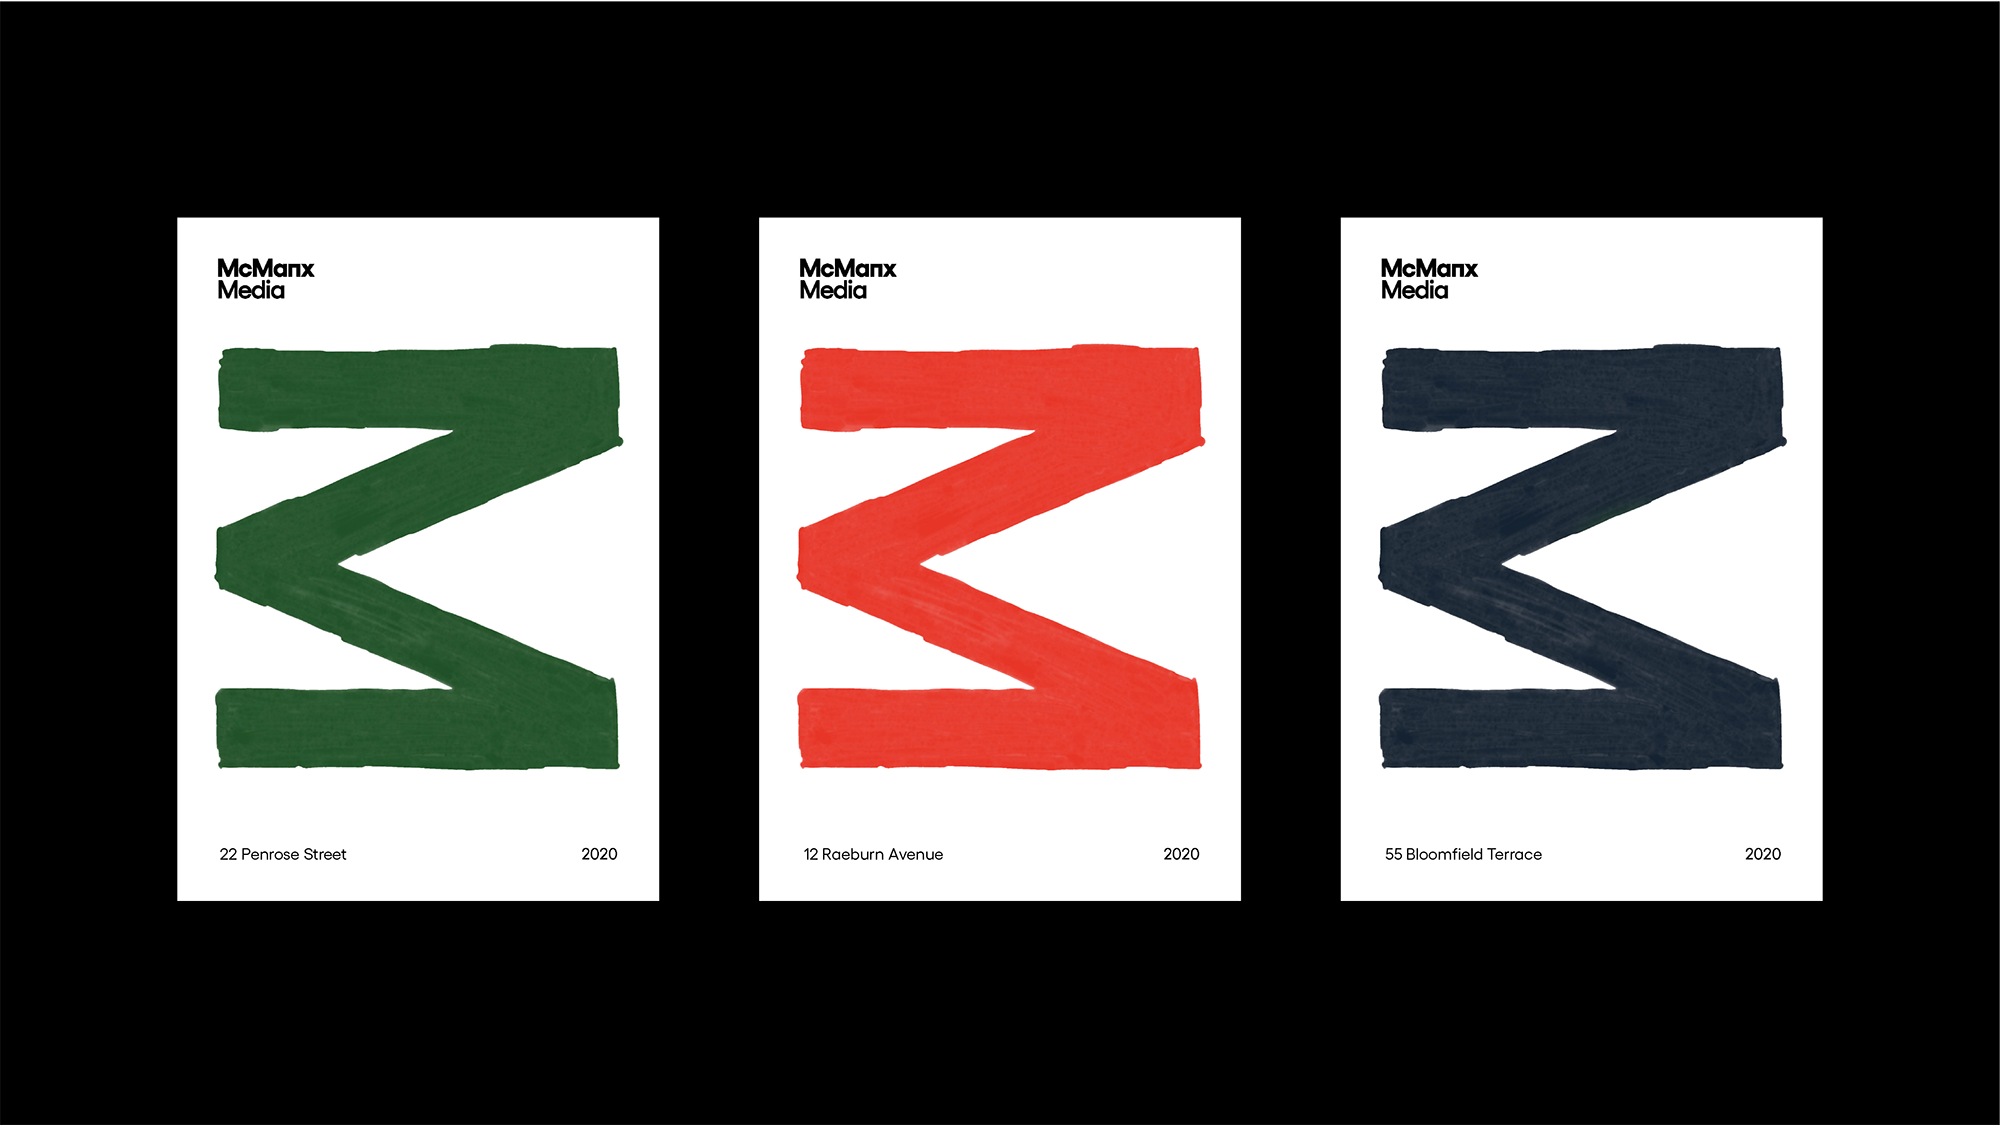 McManx
Media
M
22 Penrose Street 2020
McManx
Media
M
12 Raeburn Avenue 2020
McManx
Media
M
55 Bloomfield Terrace 2020